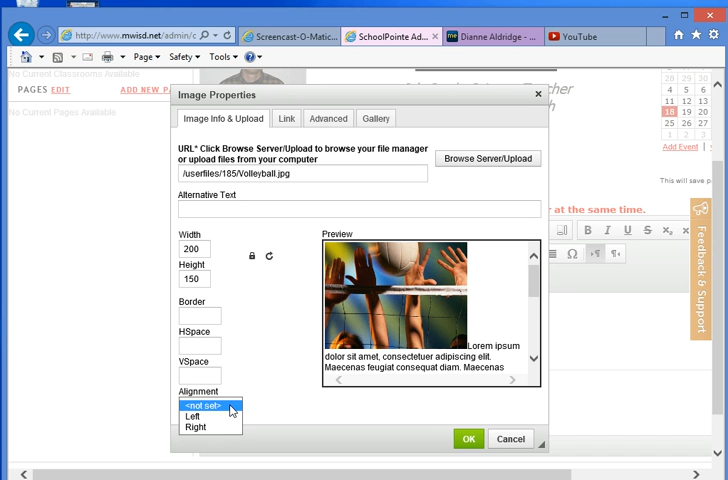 http://www.mwisd.net/admin/c
Screencast-O-Matic...
SchoolPointe Ad...
me Dianne Aldridge - ...
YouTube
Page
Safety
Tools
No Current Classrooms Available
PAGES EDIT
ADD NEW PA
No Current Pages Available
Image Properties
Image Info & Upload
Link
Advanced
Gallery
URL* Click Browse Server/Upload to browse your file manager
or upload files from your computer
/userfiles/185/Volleyball.jpg
Browse Server/Upload
Alternative Text
Width
200
Height
150
Border
HSpace
VSpace
Alignment
<not set>
Left
Right
Preview
Lorem ipsum
dolor sit amet, consectetuer adipiscing elit.
Maecenas feugiat consequat diam. Maecenas
OK
Cancel
28 29 30
4 5 6
11 12 13
18 19 20
25 26 27
1 2 3
Add Event
This will save p
r at the same time.
B I U S x₂ x
Feedback & Support